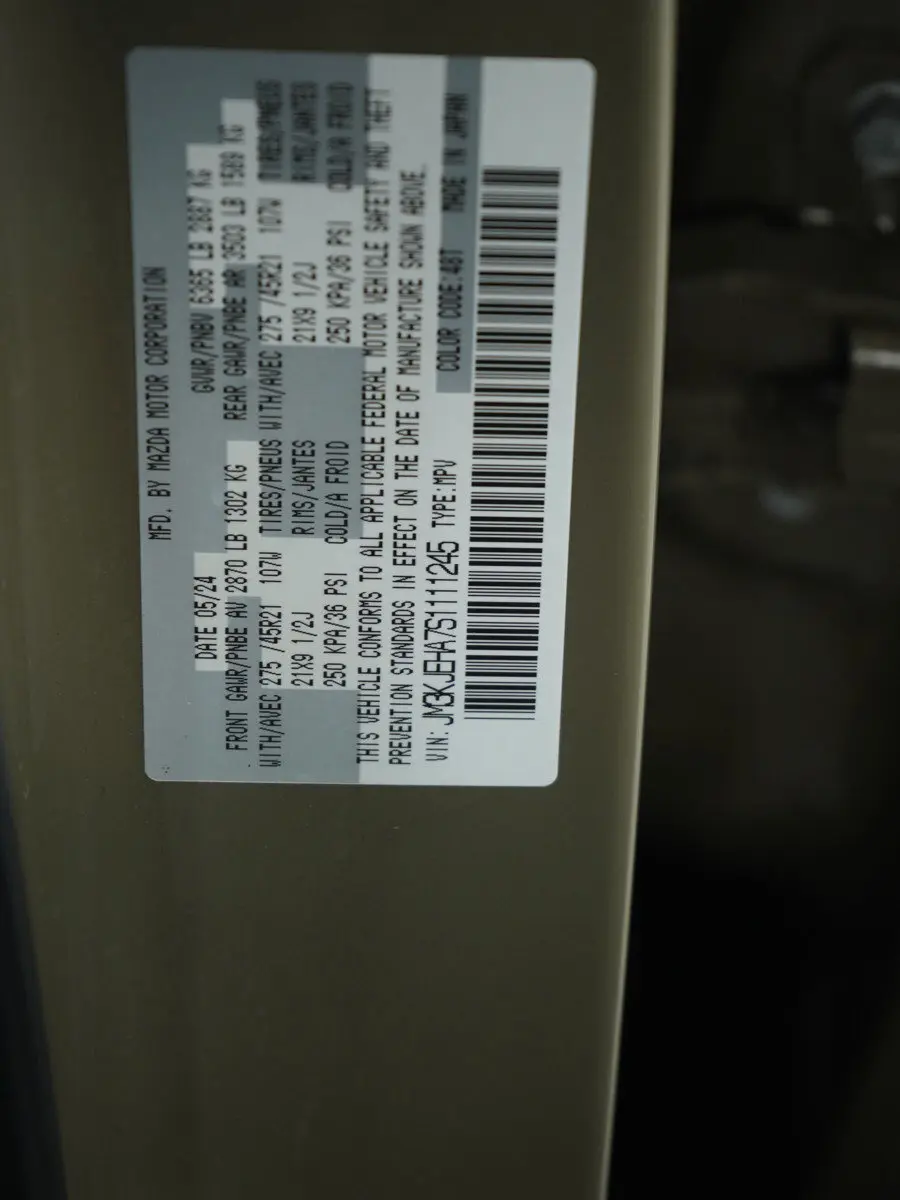 MFD. BY MAZDA MOTOR CORPORATION
DATE 05/24 GVWR/PNBV 6365 LB 2887 KG
FRONT GAWR/PNBE AV 2870 LB 1302 KG REAR GAWR/PNBE AR 3503 LB 1589 KG
WITH/AVEC 275 /45R21 107W TIRES/PNEUS WITH/AVEC 275 /45R21 107W TIRES/PNEUS
21X9 1/2J RIMS/JANTES 21X9 1/2J RIMS/JANTES
250 KPA/36 PSI COLD/A FROID 250 KPA/36 PSI COLD/A FROID
THIS VEHICLE CONFORMS TO ALL APPLICABLE FEDERAL MOTOR VEHICLE SAFETY AND THEFT
PREVENTION STANDARDS IN EFFECT ON THE DATE OF MANUFACTURE SHOWN ABOVE.
VIN: JM3KJEHA7S1111245 TYPE:MPV COLOR CODE:48T MADE IN JAPAN